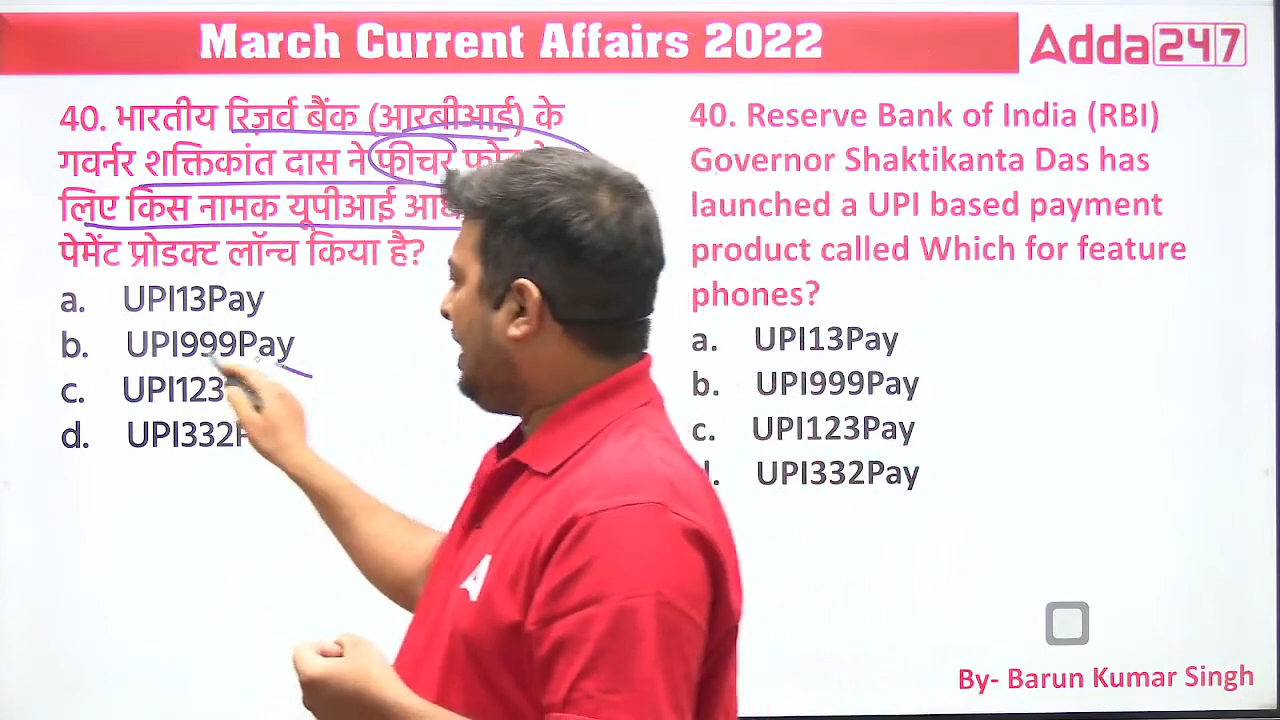 March Current Affairs 2022
Adda247
40. भारतीय रिज़र्व बैंक (आरबीआई) के
गवर्नर शक्तिकांत दास ने फीचर
लिए किस नामक यूपीआई
पेमेंट प्रोडक्ट लॉन्च किया है?
a. UPI13Pay
b. UPI999Pay
c. UPI123
d. UPI332
40. Reserve Bank of India (RBI)
Governor Shaktikanta Das has
launched a UPI based payment
product called Which for feature
phones?
a. UPI13Pay
b. UPI999Pay
c. UPI123Pay
d. UPI332Pay
By- Barun Kumar Singh